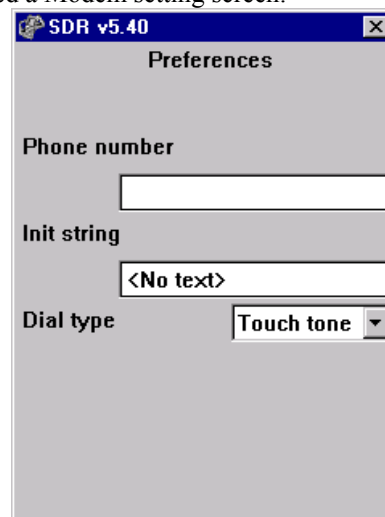 a Modem setting screen.
SDR v5.40
Preferences
Phone number
Init string
<No text>
Dial type
Touch tone